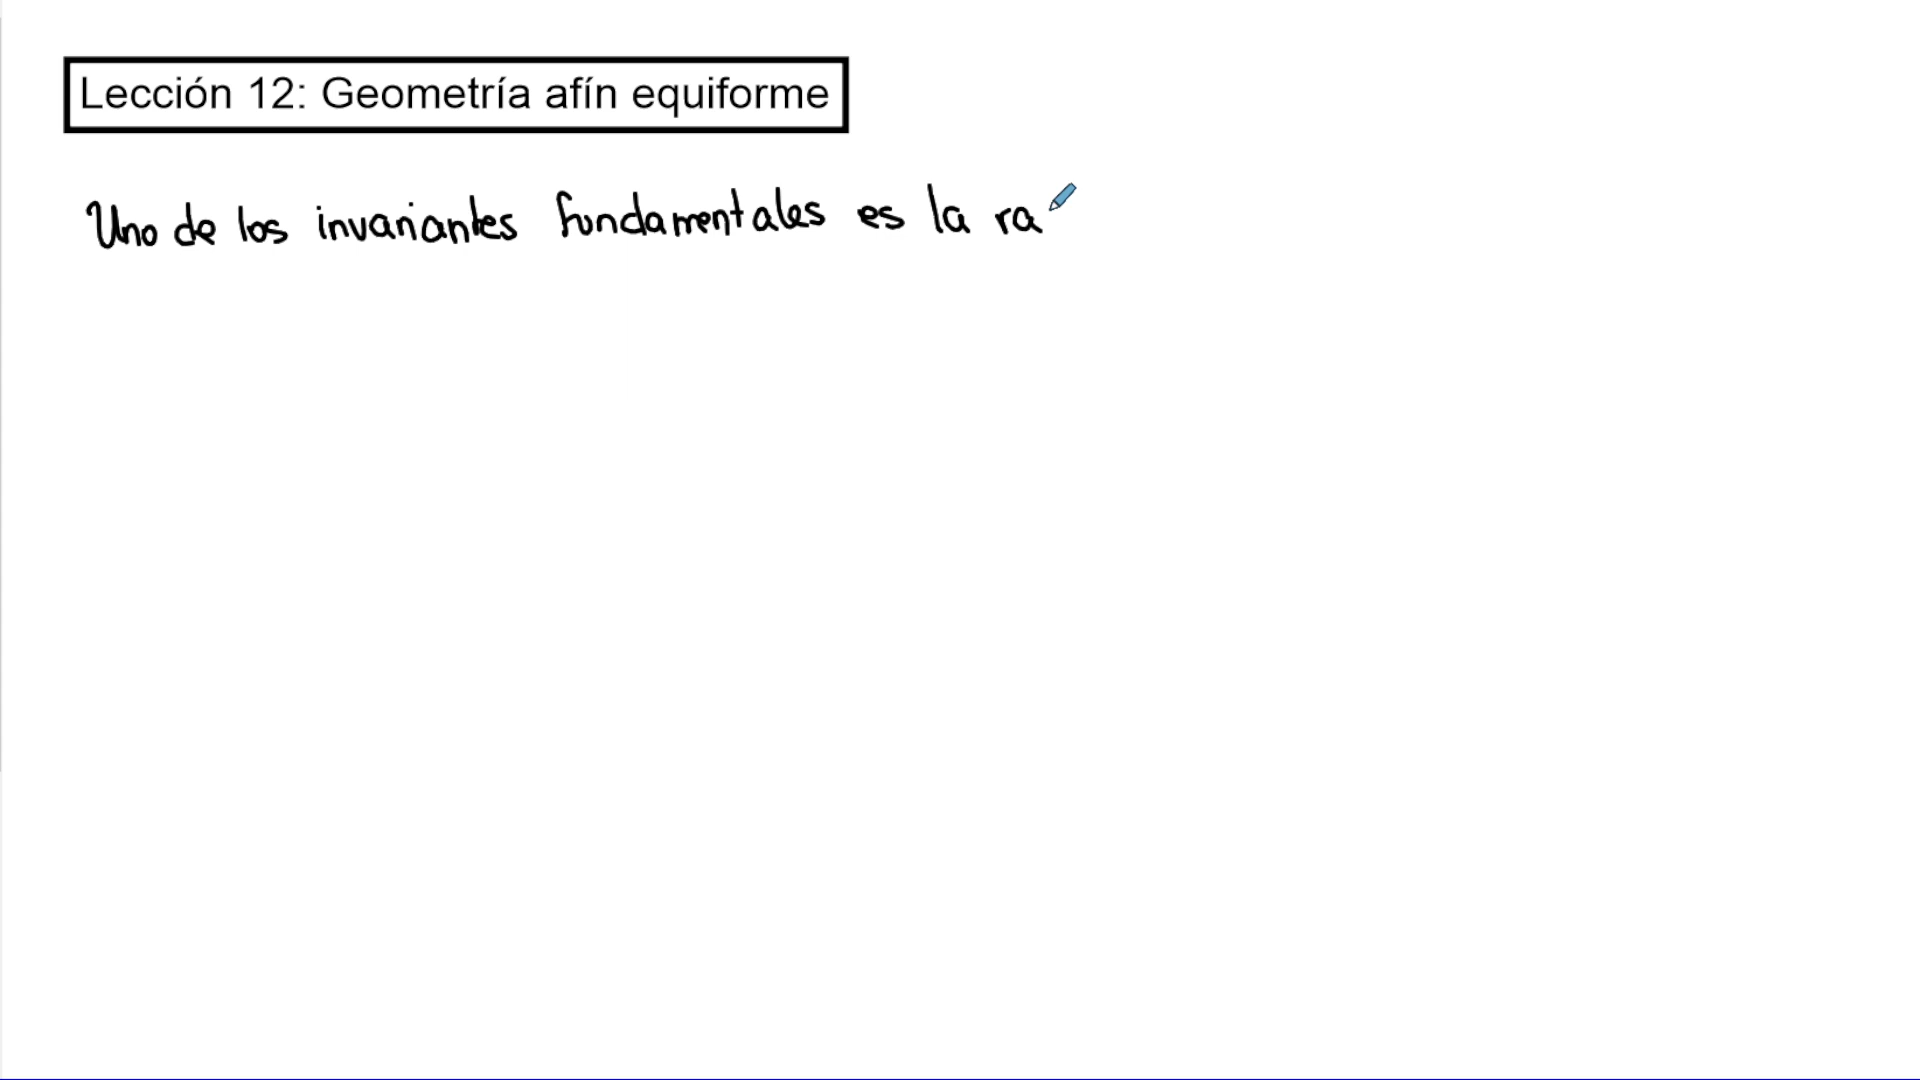 Lección 12: Geometría afín equiforme
Uno de los invariantes fundamentales es la ra